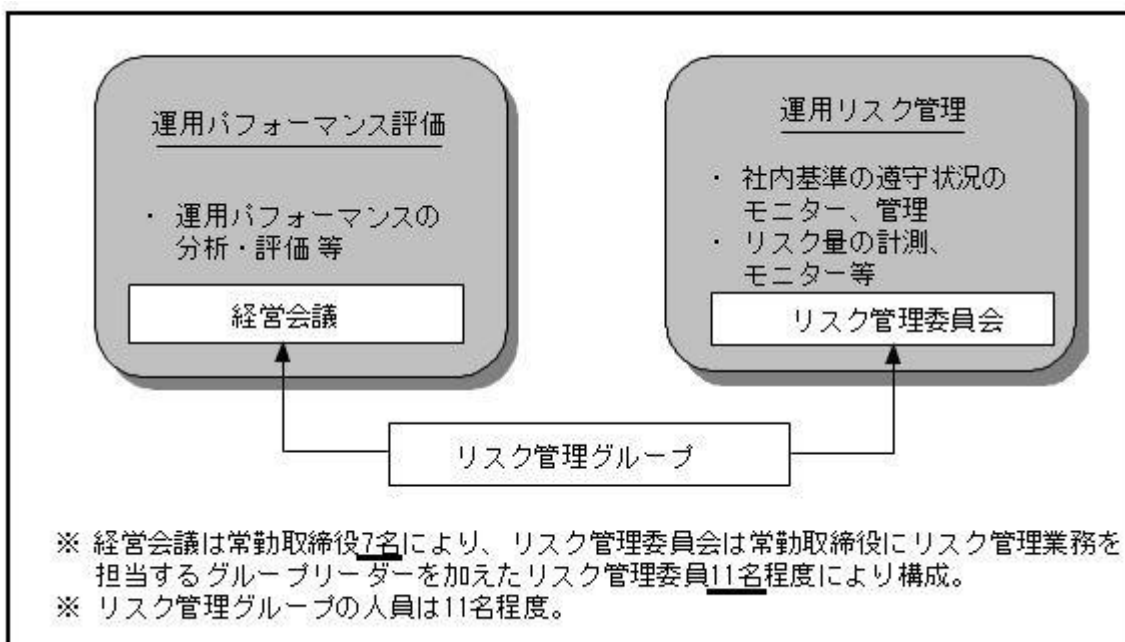 運用パフォーマンス評価
・ 運用パフォーマンスの
分析・評価 等
経営会議
運用リスク管理
・ 社内基準の遵守状況の
モニター、管理
・ リスク量の計測、
モニター等
リスク管理委員会
リスク管理グループ
※ 経営会議は常勤取締役7名により、リスク管理委員会は常勤取締役にリスク管理業務を
担当するグループリーダーを加えたリスク管理委員11名程度により構成。
※ リスク管理グループの人員は11名程度。